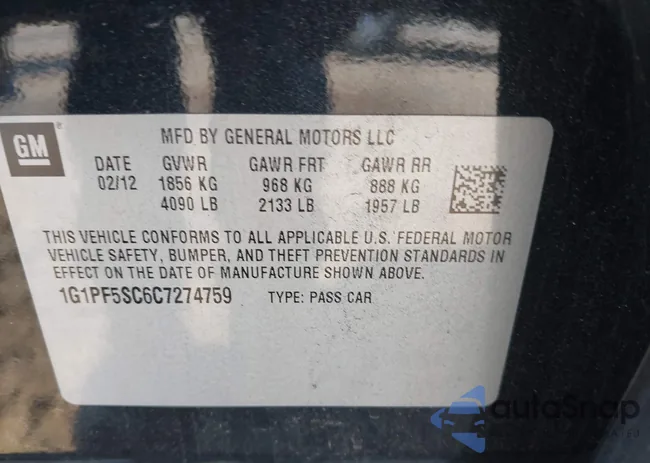 GM
MFD BY GENERAL MOTORS LLC
DATE GVWR GAWR FRT GAWR RR
02/12 1856 KG 968 KG 888 KG
4090 LB 2133 LB 1957 LB
THIS VEHICLE CONFORMS TO ALL APPLICABLE U.S. FEDERAL MOTOR
VEHICLE SAFETY, BUMPER, AND THEFT PREVENTION STANDARDS IN
EFFECT ON THE DATE OF MANUFACTURE SHOWN ABOVE.
1G1PF5SC6C7274759 TYPE: PASS CAR
autoSnap